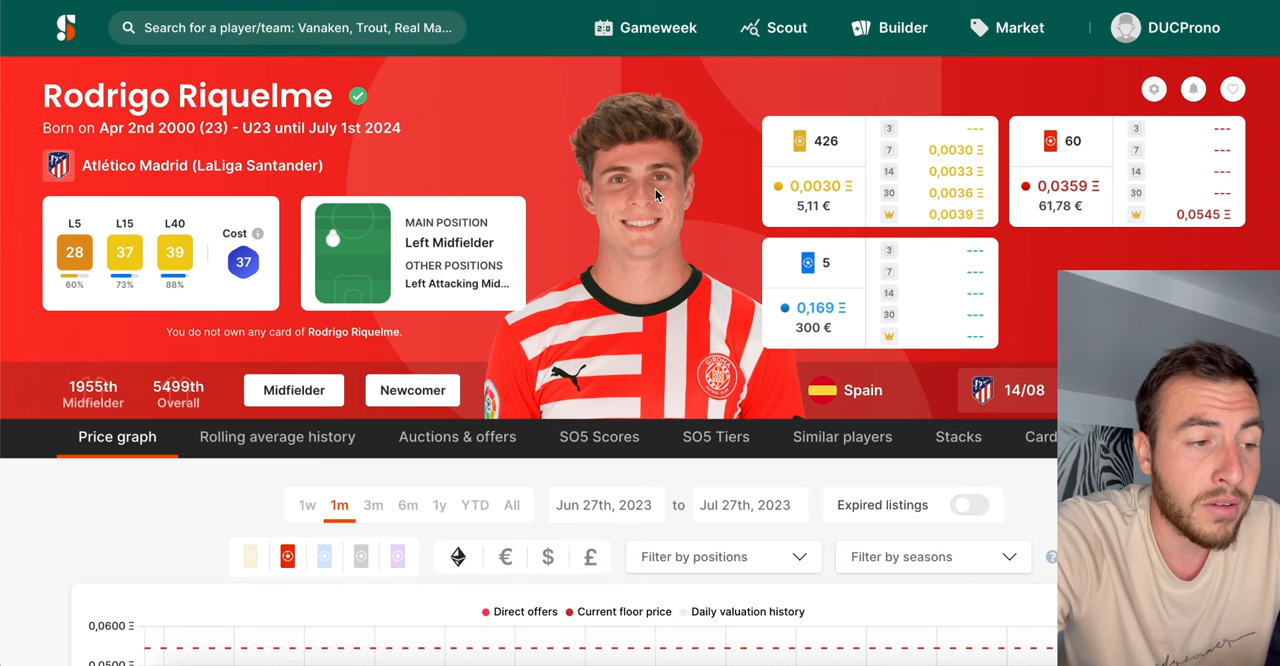 Search for a player/team: Vanaken, Trout, Real Ma...
Gameweek
Scout
Builder
Market
DUCProno
Rodrigo Riquelme
Born on Apr 2nd 2000 (23) - U23 until July 1st 2024
Atlético Madrid (LaLiga Santander)
L5
L15
L40
Cost
28
37
39
37
60%
73%
88%
MAIN POSITION
Left Midfielder
OTHER POSITIONS
Left Attacking Mid...
You do not own any card of Rodrigo Riquelme.
426
0,0030 Ξ
5,11 €
3 ---
7 0,0030 Ξ
14 0,0033 Ξ
30 0,0036 Ξ
0,0039 Ξ
60
0,0359 Ξ
61,78 €
3 ---
7 ---
14 ---
30 ---
0,0545 Ξ
5
0,169 Ξ
300 €
3 ---
7 ---
14 ---
30 ---
---
1955th
Midfielder
5499th
Overall
Midfielder
Newcomer
Spain
14/08
Price graph
Rolling average history
Auctions & offers
SO5 Scores
SO5 Tiers
Similar players
Stacks
Card
1w
1m
3m
6m
1y
YTD
All
Jun 27th, 2023
to
Jul 27th, 2023
Expired listings
€
$
£
Filter by positions
Filter by seasons
?
Direct offers
Current floor price
Daily valuation history
0,0600 Ξ
0,0500 Ξ